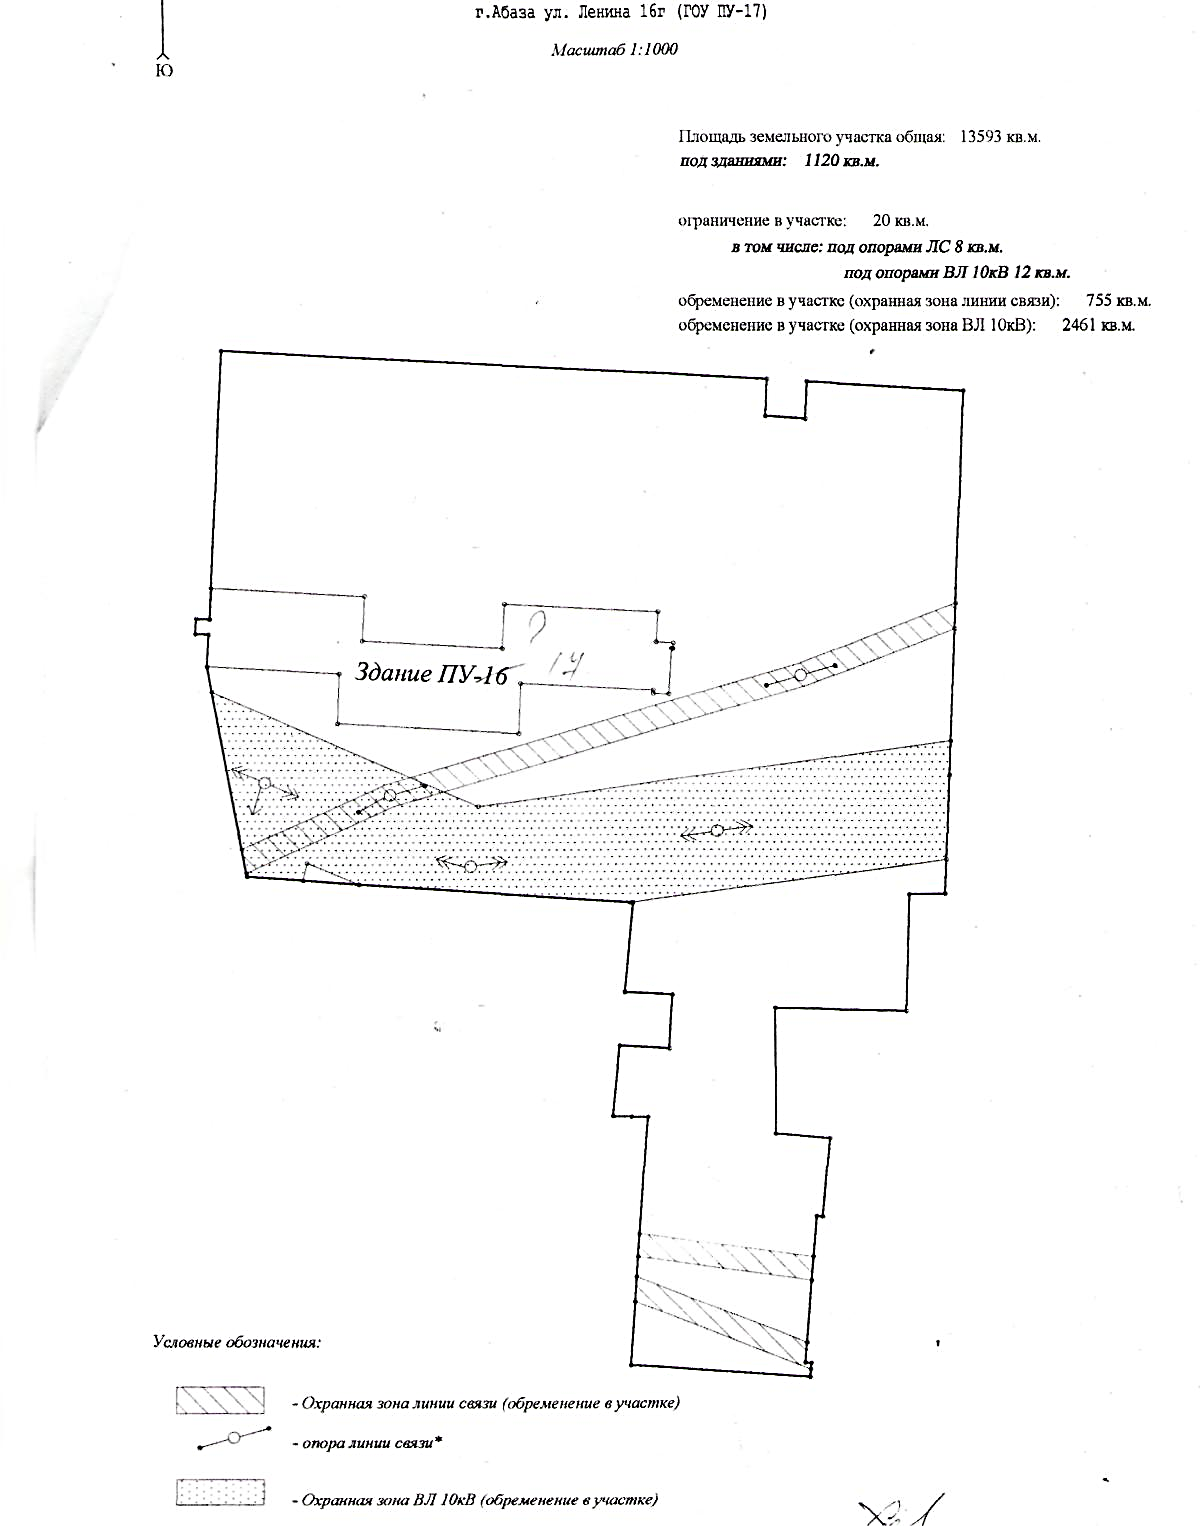 г.Абаза ул. Ленина 16г (ГОУ ПУ-17)
Масштаб 1:1000
Ю
Площадь земельного участка общая: 13593 кв.м.
под зданиями: 1120 кв.м.
ограничение в участке: 20 кв.м.
в том числе: под опорами ЛС 8 кв.м.
под опорами ВЛ 10кВ 12 кв.м.
обременение в участке (охранная зона линии связи): 755 кв.м.
обременение в участке (охранная зона ВЛ 10кВ): 2461 кв.м.
?
17
Здание ПУ-16
Условные обозначения:
- Охранная зона линии связи (обременение в участке)
- опора линии связи*
- Охранная зона ВЛ 10кВ (обременение в участке)